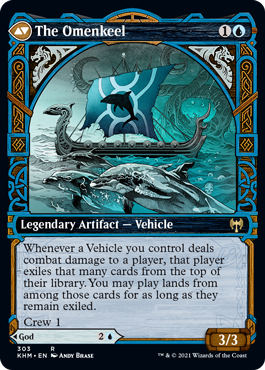 The Omenkeel 1
Legendary Artifact — Vehicle
Whenever a Vehicle you control deals
combat damage to a player, that player
exiles that many cards from the top of
their library. You may play lands from
among those cards for as long as they
remain exiled.
Crew 1
God 2
3/3
303 R
KHM • EN ANDY BRASE
™ & © 2021 Wizards of the Coast